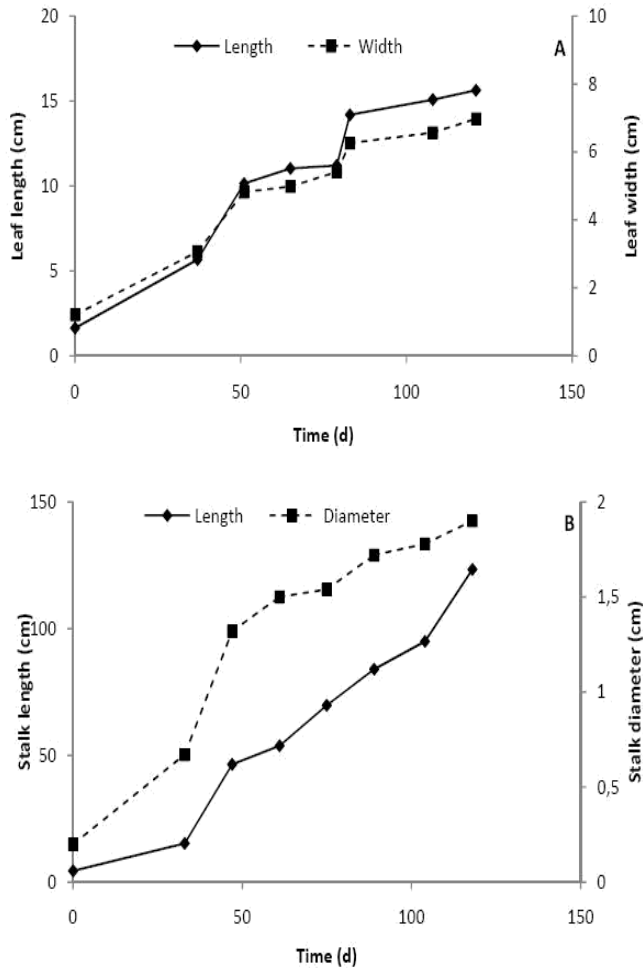 20
10
Length
Width
A
15
8
10
6
4
5
2
0
0
0
50
100
150
Leaf length (cm)
Leaf width (cm)
Time (d)
150
2
Length
Diameter
B
100
1,5
1
50
0,5
0
0
0
50
100
150
Stalk length (cm)
Stalk diameter (cm)
Time (d)